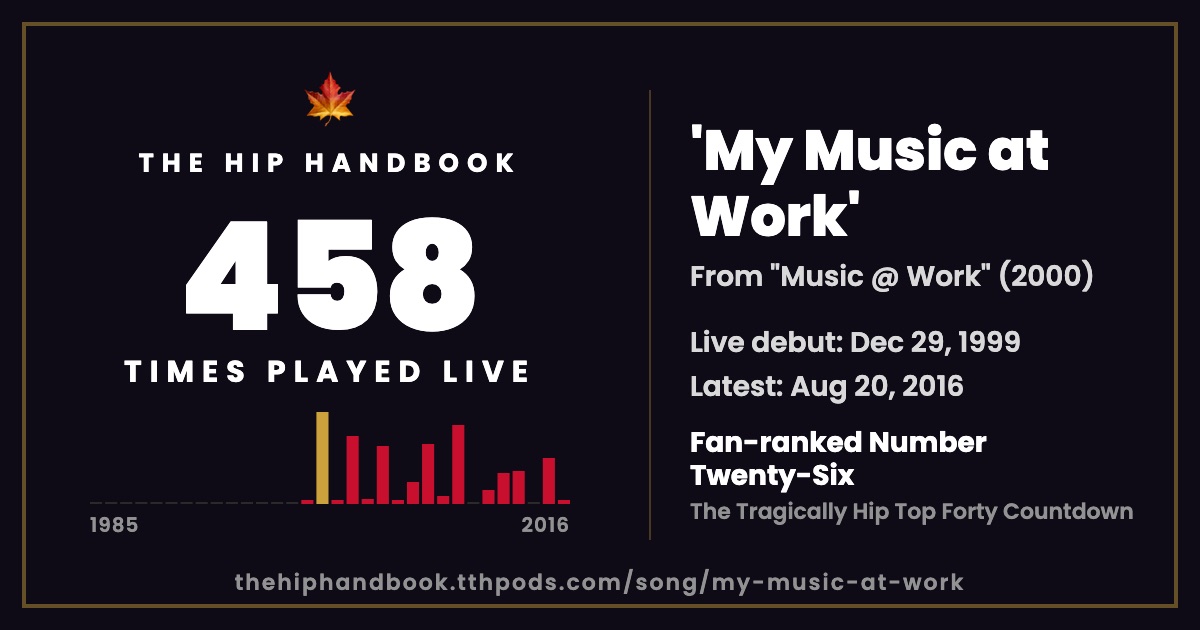 THE HIP HANDBOOK
458
TIMES PLAYED LIVE
1985
2016
'My Music at
Work'
From "Music @ Work" (2000)
Live debut: Dec 29, 1999
Latest: Aug 20, 2016
Fan-ranked Number
Twenty-Six
The Tragically Hip Top Forty Countdown
thehiphandbook.tthpods.com/song/my-music-at-work